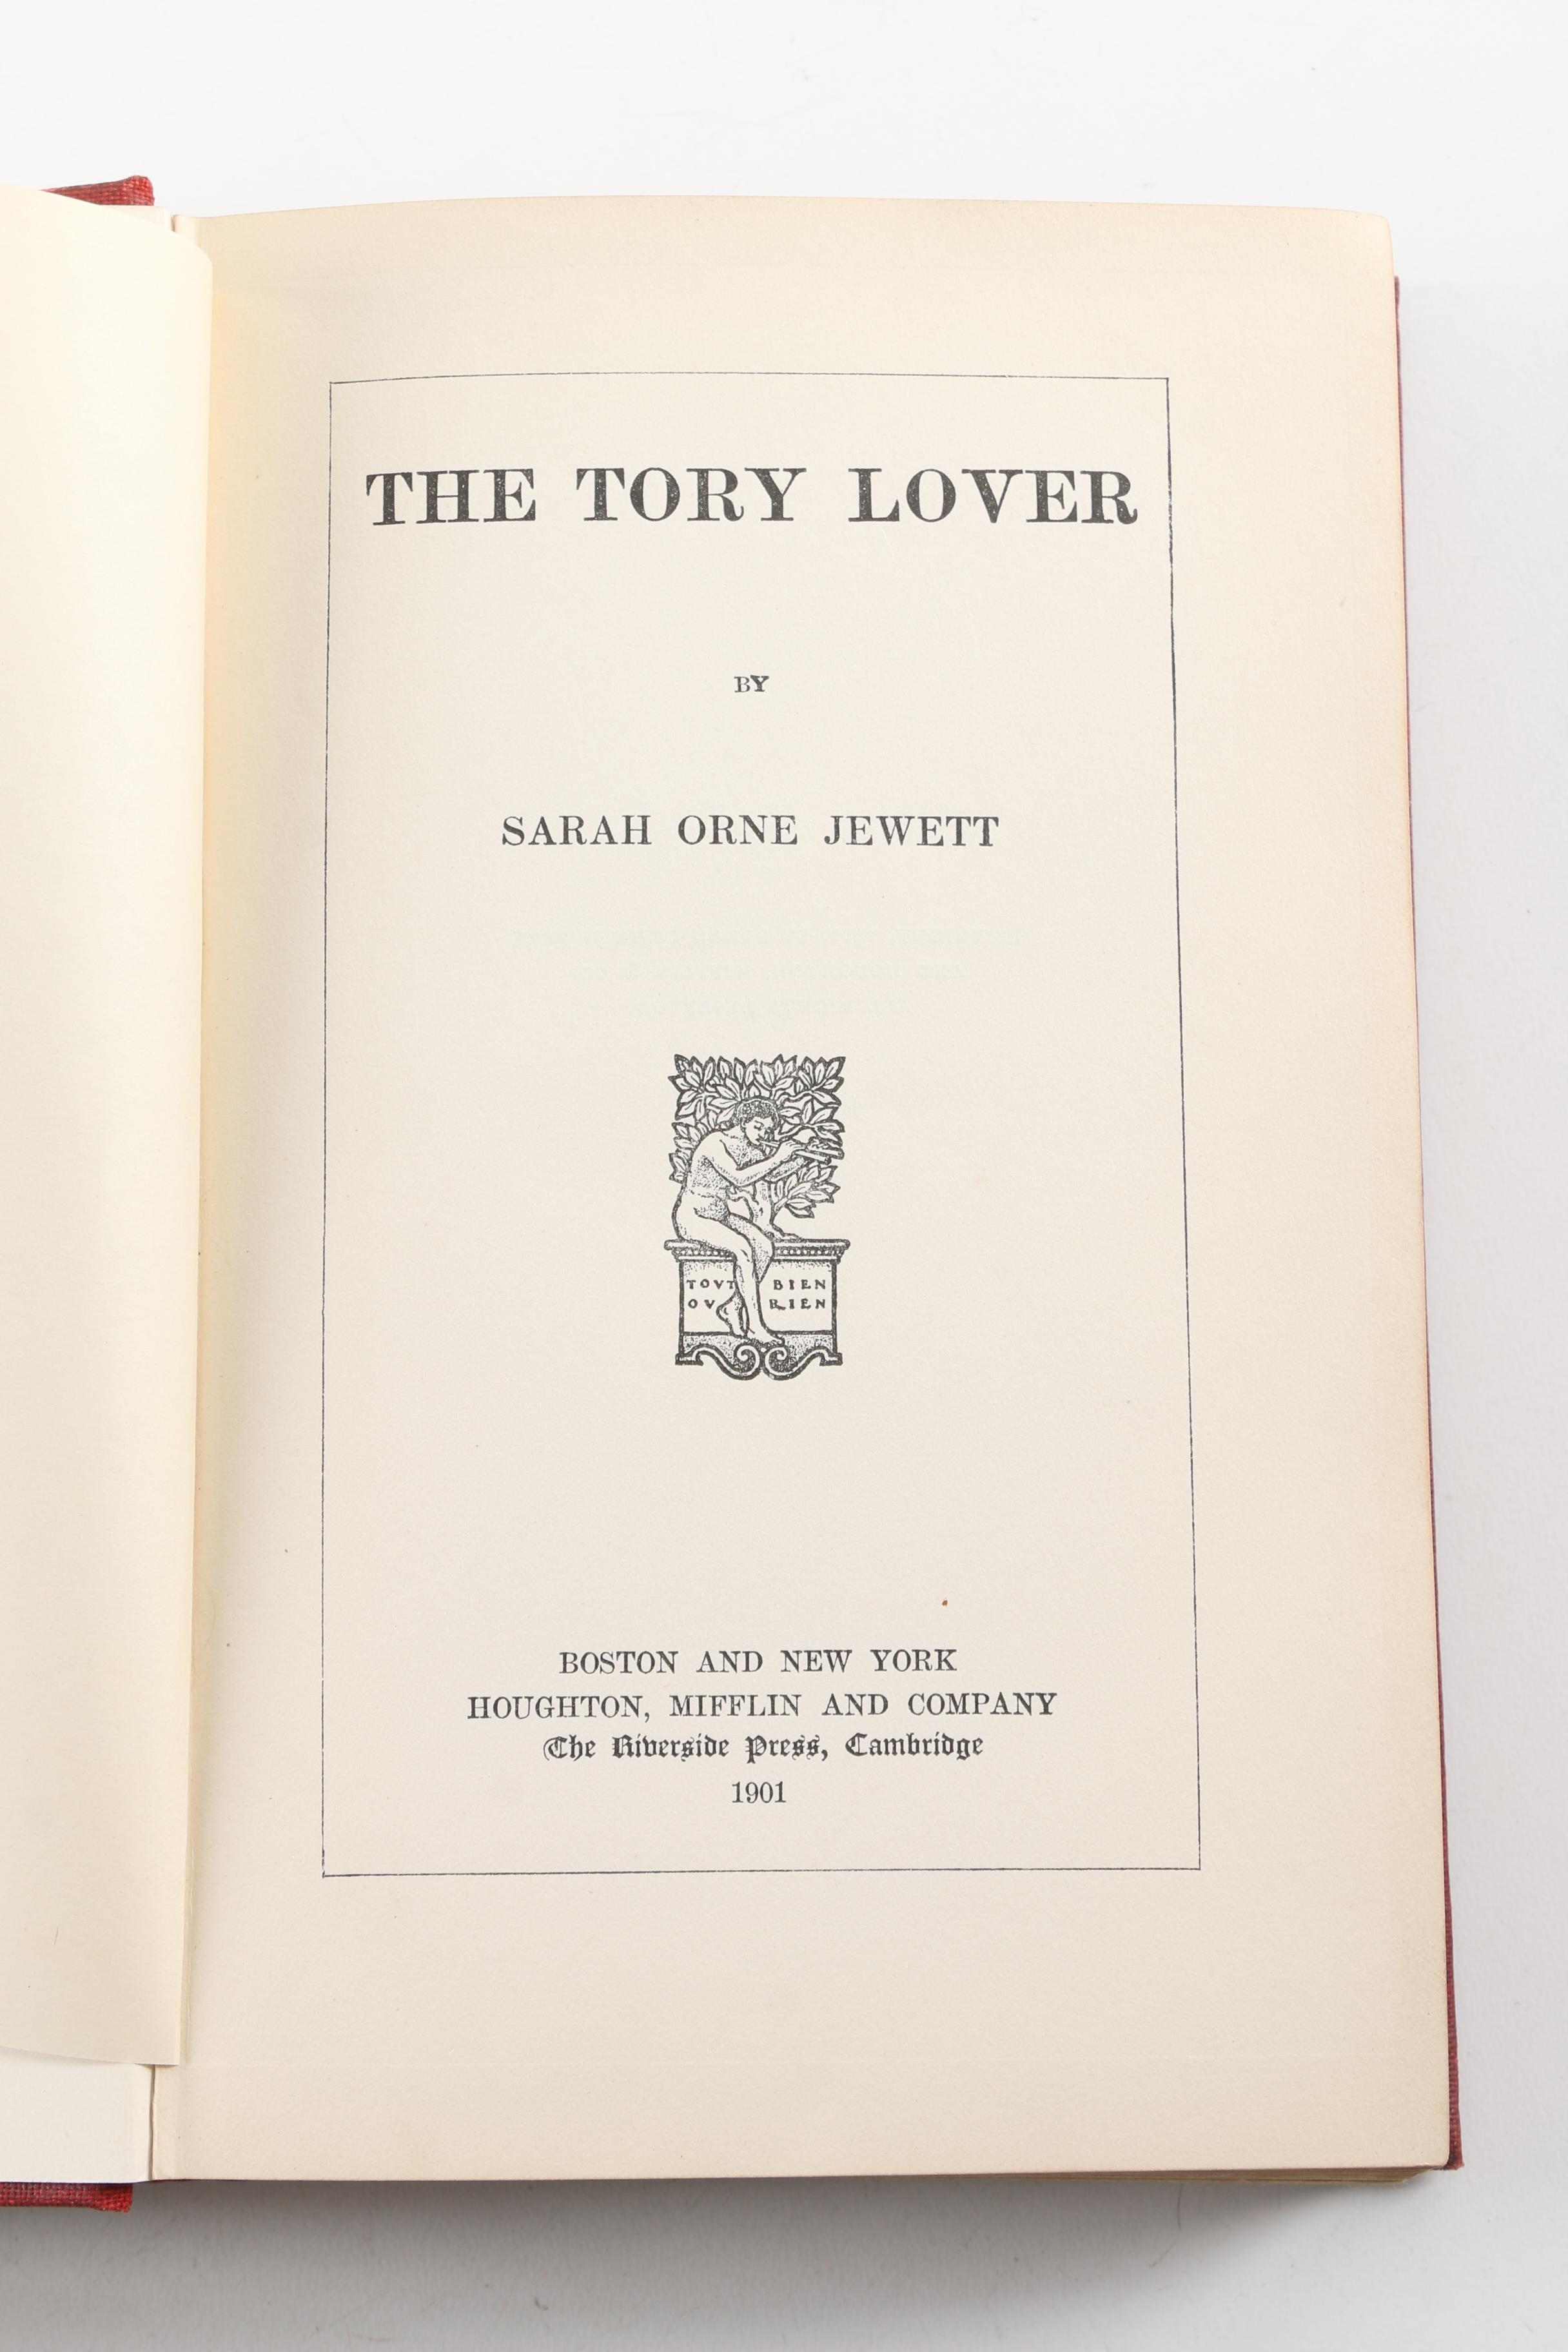 THE TORY LOVER
BY
SARAH ORNE JEWETT
TOVT BIEN
OV RIEN
BOSTON AND NEW YORK
HOUGHTON, MIFFLIN AND COMPANY
The Riverside Press, Cambridge
1901